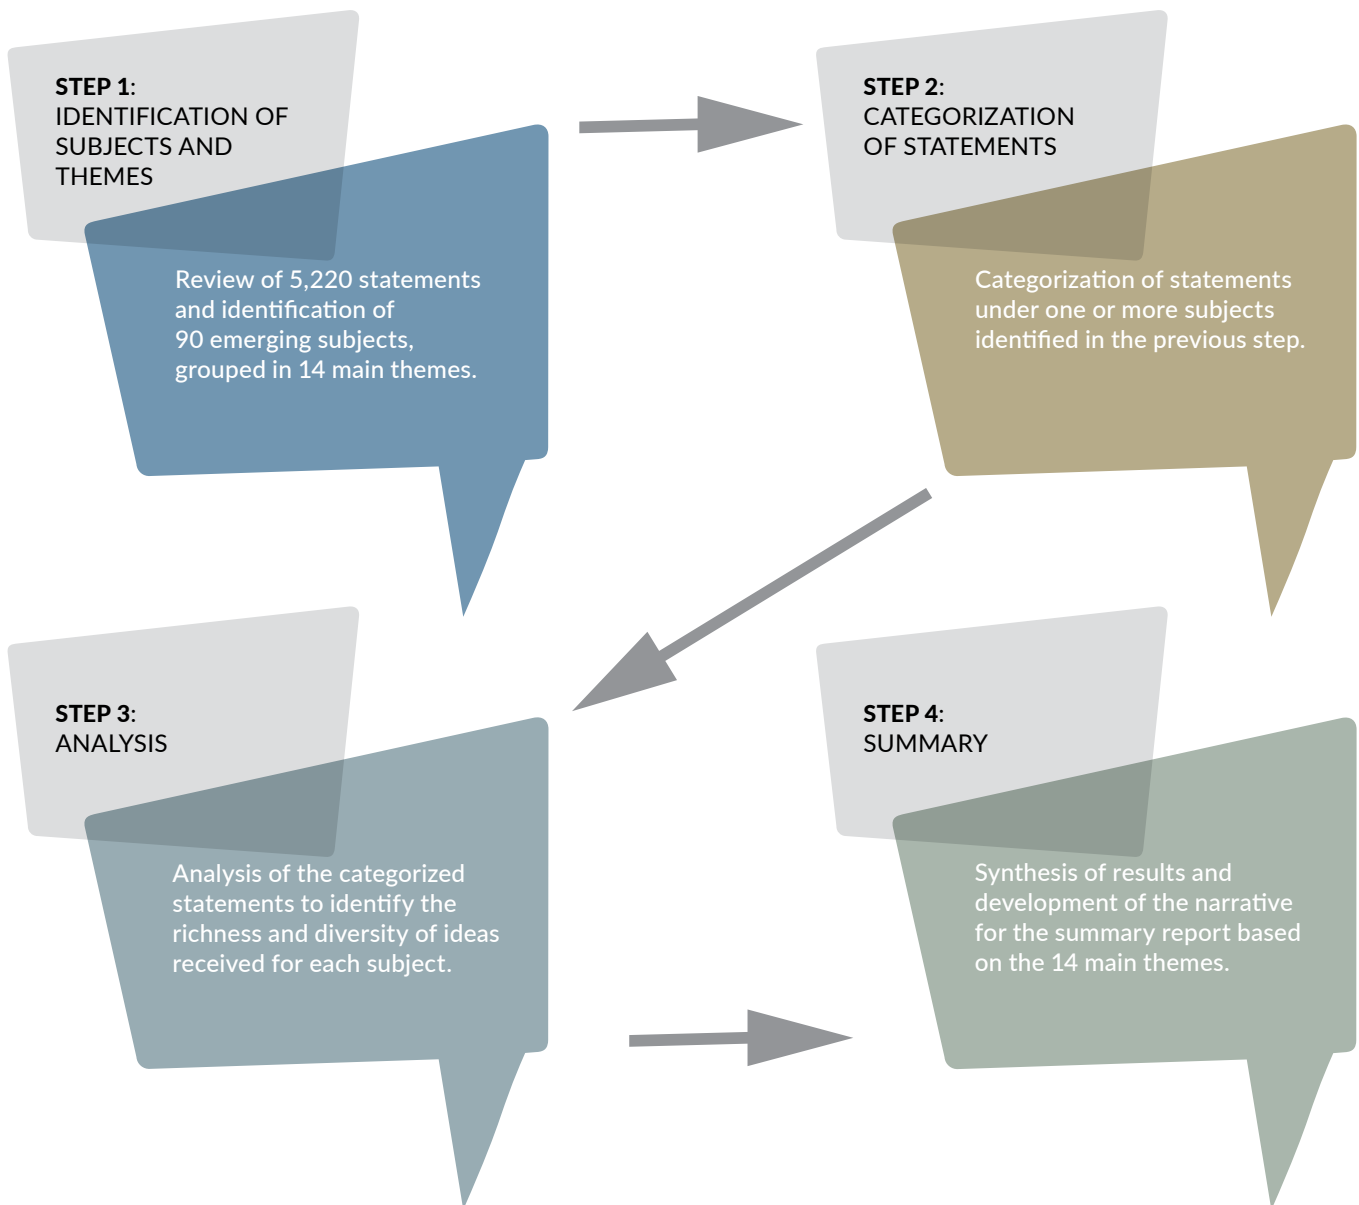 STEP 1:
IDENTIFICATION OF
SUBJECTS AND
THEMES
Review of 5,220 statements
and identification of
90 emerging subjects,
grouped in 14 main themes.
STEP 2:
CATEGORIZATION
OF STATEMENTS
Categorization of statements
under one or more subjects
identified in the previous step.
STEP 3:
ANALYSIS
Analysis of the categorized
statements to identify the
richness and diversity of ideas
received for each subject.
STEP 4:
SUMMARY
Synthesis of results and
development of the narrative
for the summary report based
on the 14 main themes.